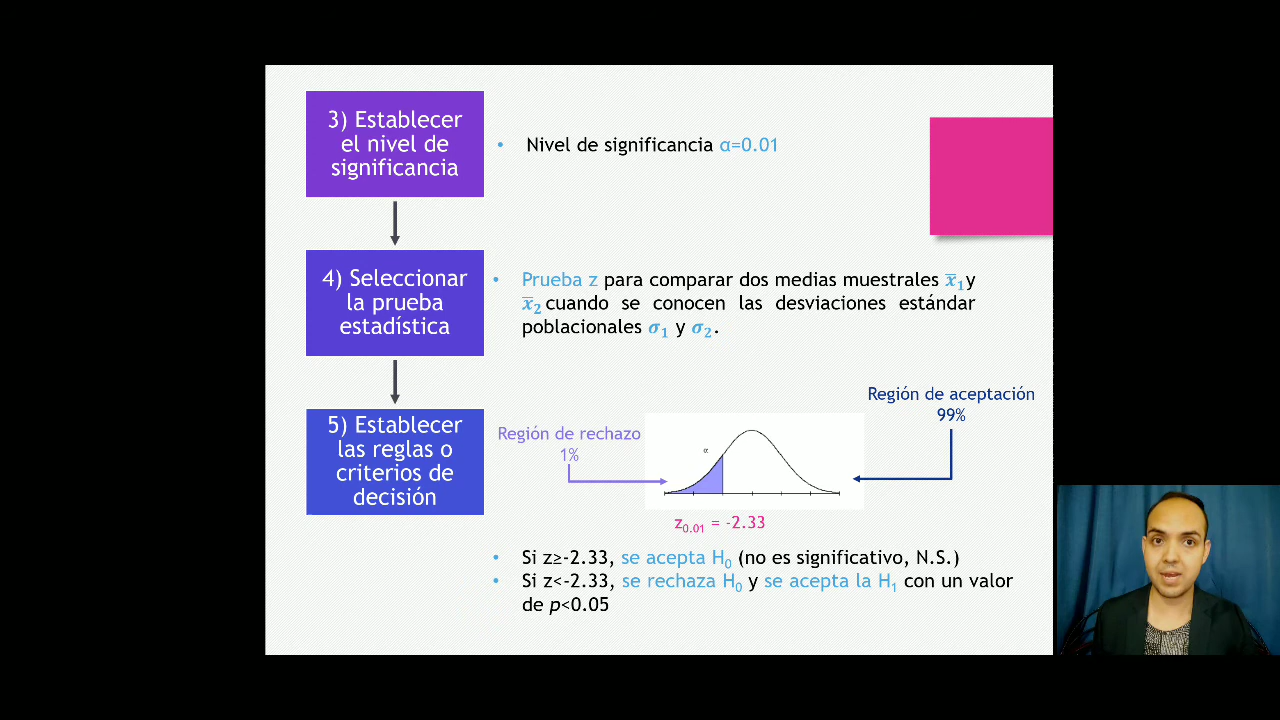 3) Establecer
el nivel de
significancia
• Nivel de significancia α=0.01
4) Seleccionar
la prueba
estadística
• Prueba z para comparar dos medias muestrales x̅₁y
x̅₂ cuando se conocen las desviaciones estándar
poblacionales σ₁ y σ₂.
5) Establecer
las reglas o
criterios de
decisión
Región de rechazo
1%
α
Región de aceptación
99%
z₀.₀₁ = -2.33
• Si z≥-2.33, se acepta H₀ (no es significativo, N.S.)
• Si z<-2.33, se rechaza H₀ y se acepta la H₁ con un valor
de p<0.05